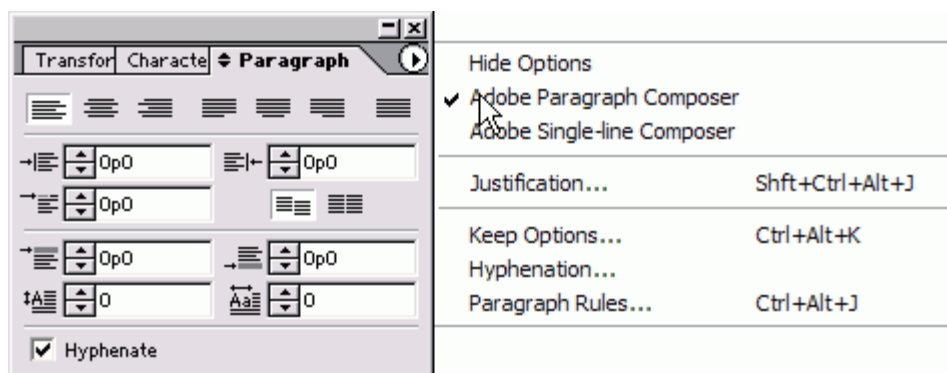 Transfor Characte Paragraph
0p0 0p0
0p0
0p0 0p0
0 0
Hyphenate
Hide Options
Adobe Paragraph Composer
Adobe Single-line Composer
Justification... Shft+Ctrl+Alt+J
Keep Options... Ctrl+Alt+K
Hyphenation...
Paragraph Rules... Ctrl+Alt+J